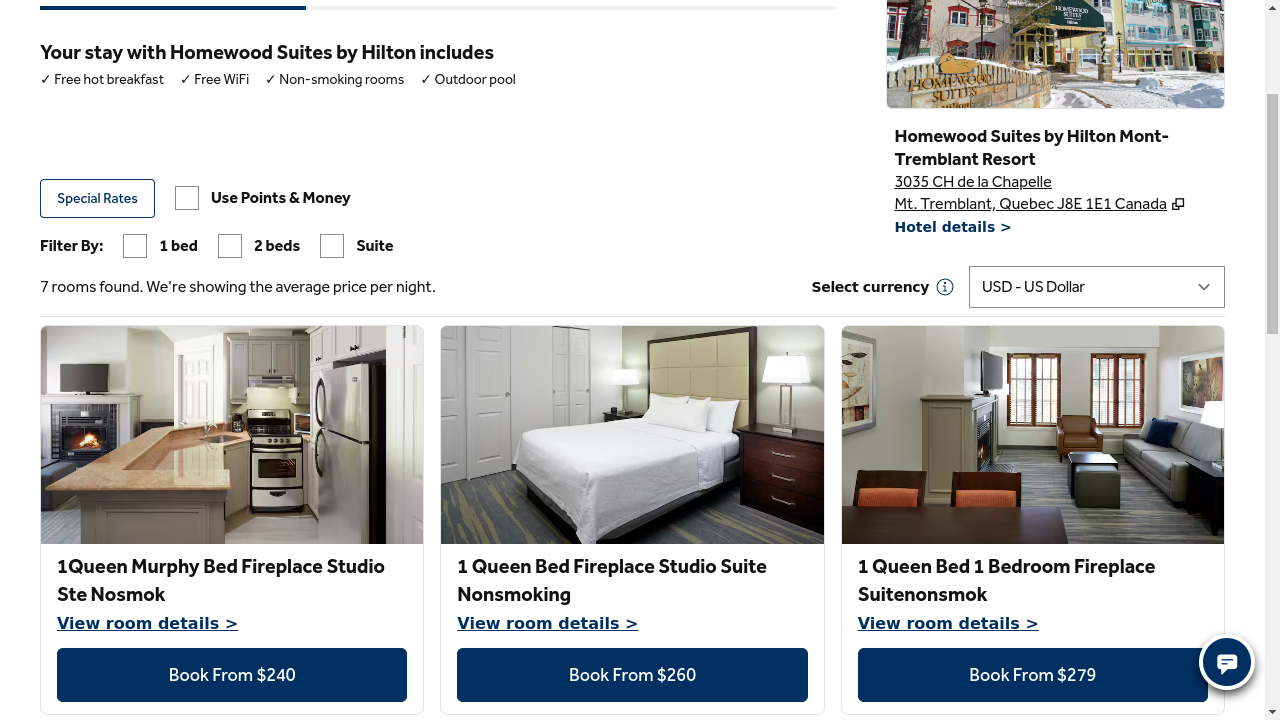 Your stay with Homewood Suites by Hilton includes
✓ Free hot breakfast ✓ Free WiFi ✓ Non-smoking rooms ✓ Outdoor pool
HOMEWOOD SUITES
HOMEWOOD
SUITES
Homewood Suites by Hilton Mont-
Tremblant Resort
3035 CH de la Chapelle
Mt. Tremblant, Quebec J8E 1E1 Canada
Hotel details >
Special Rates
Use Points & Money
Filter By: 1 bed 2 beds Suite
7 rooms found. We're showing the average price per night.
Select currency USD - US Dollar
1Queen Murphy Bed Fireplace Studio
Ste Nosmok
View room details >
Book From $240
1 Queen Bed Fireplace Studio Suite
Nonsmoking
View room details >
Book From $260
1 Queen Bed 1 Bedroom Fireplace
Suitenonsmok
View room details >
Book From $279